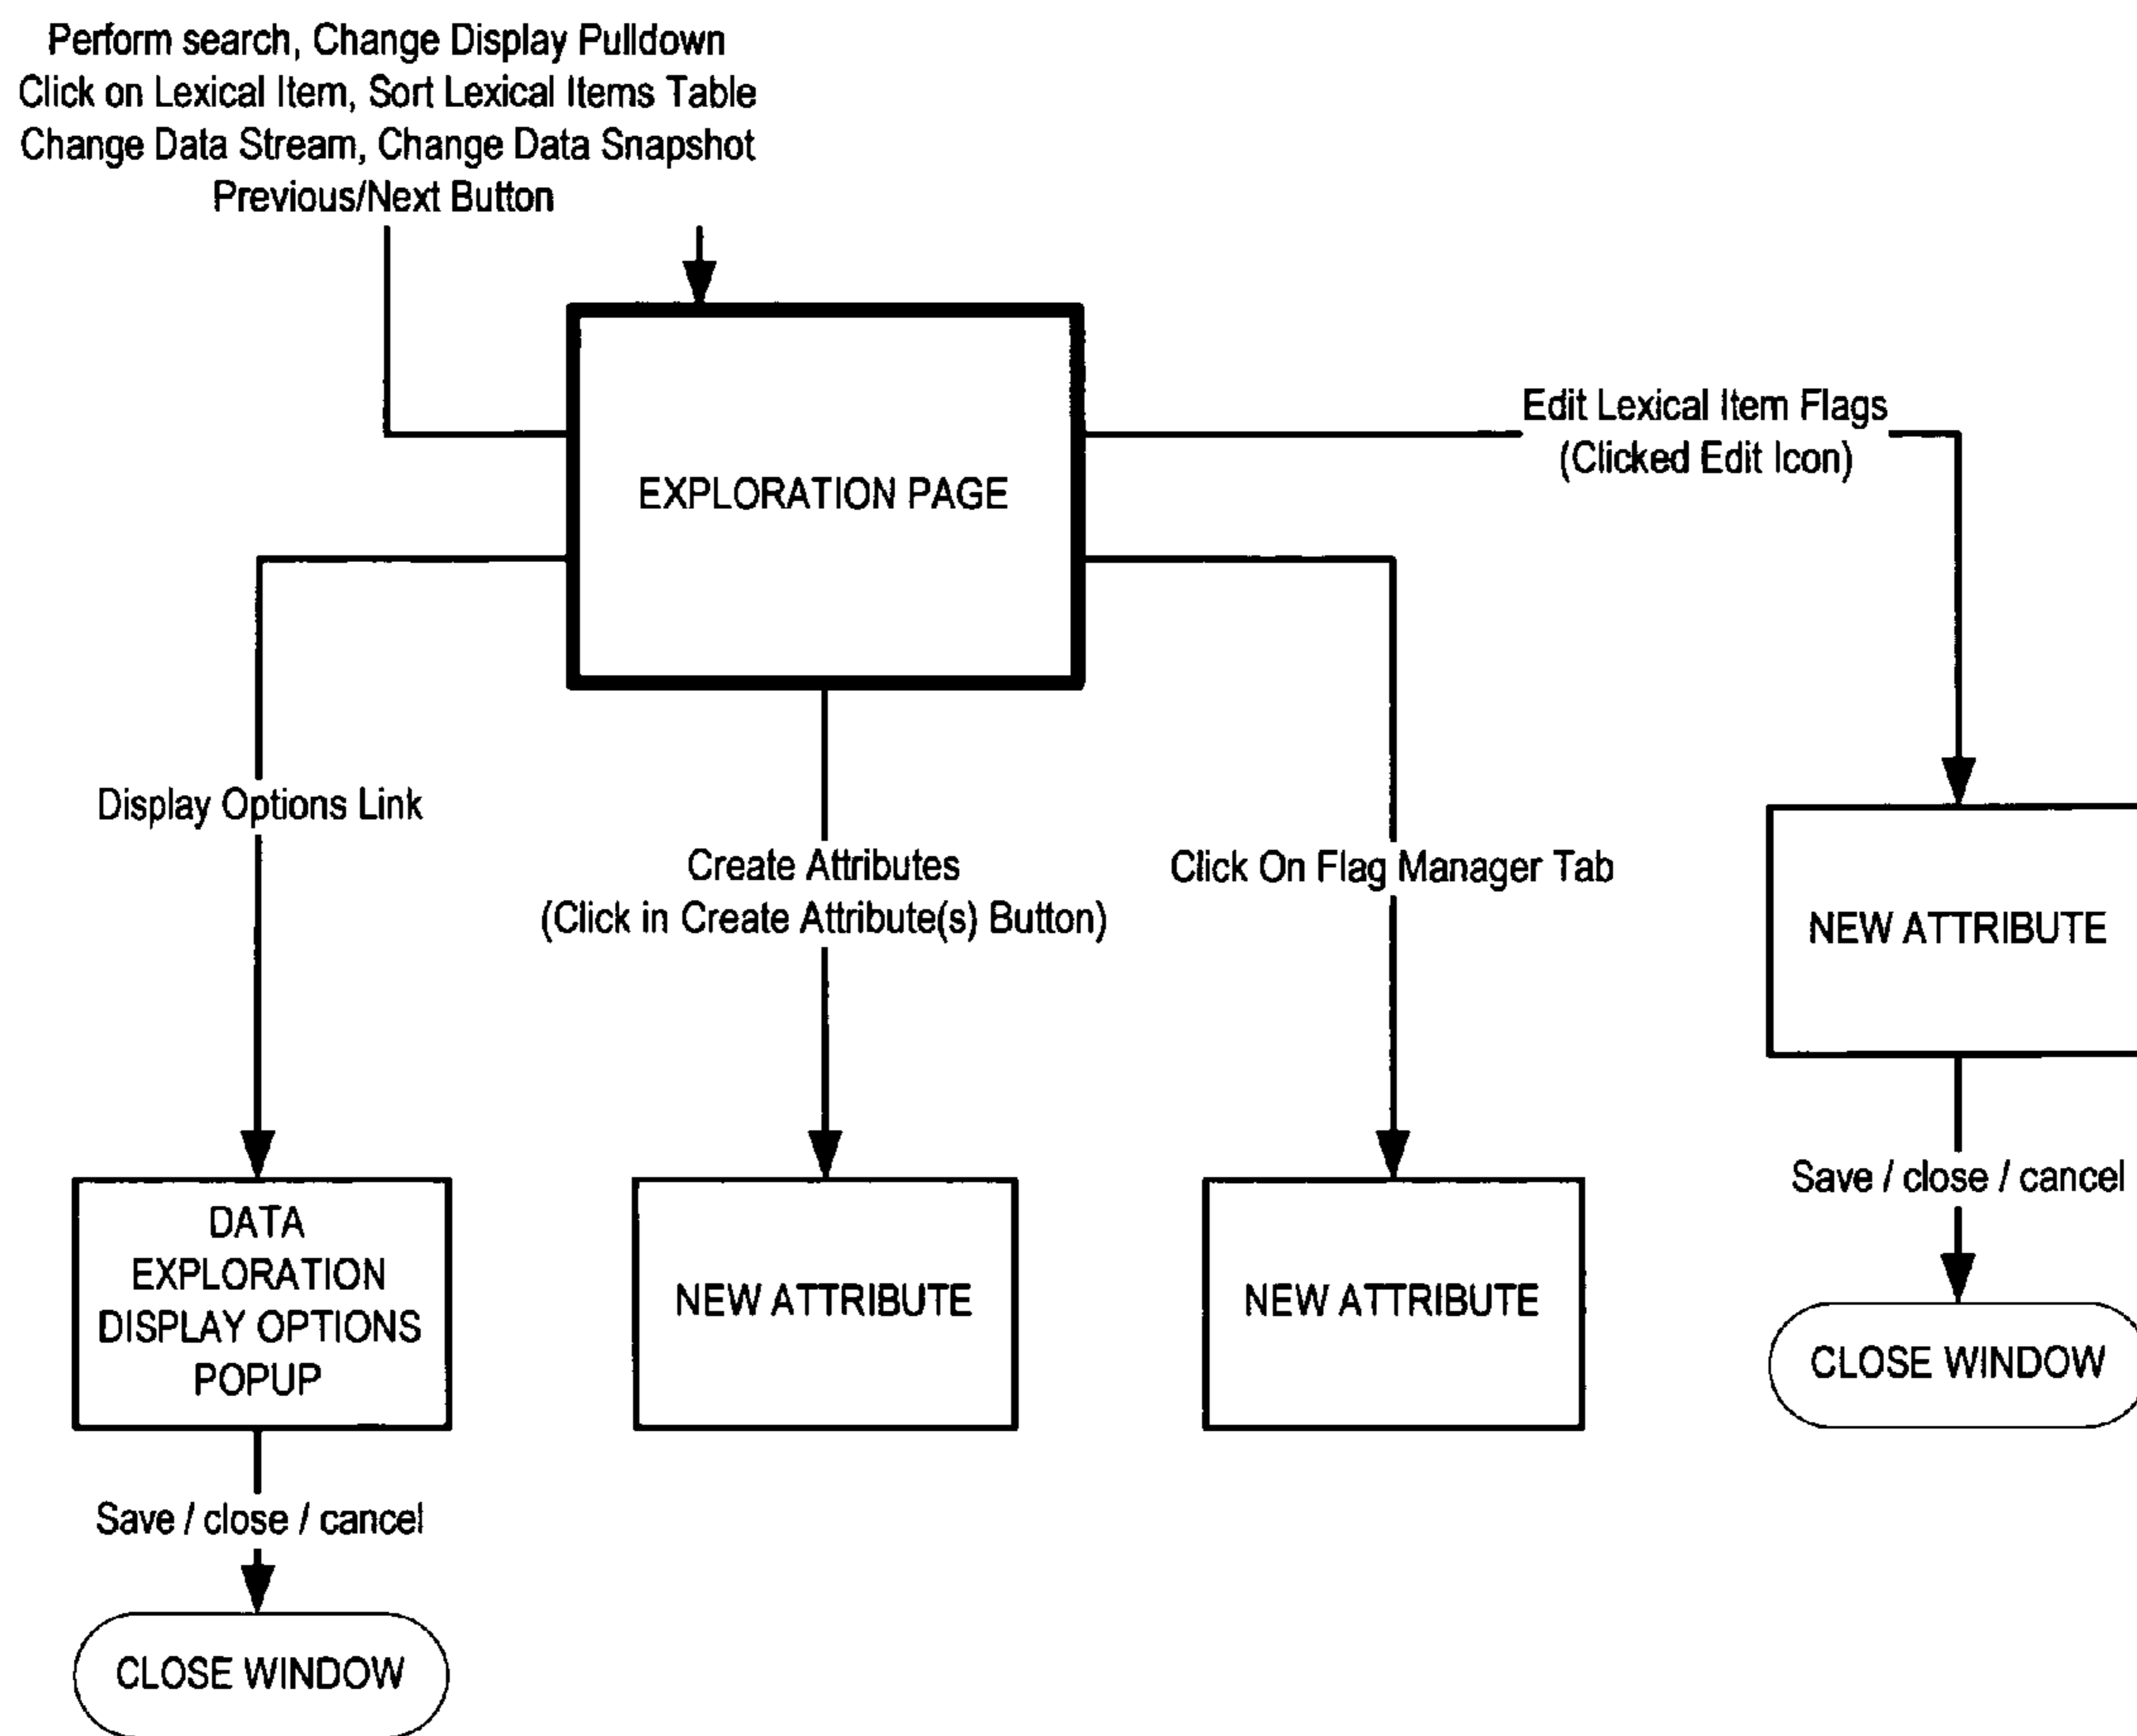 Perform search, Change Display Pulldown
Click on Lexical Item, Sort Lexical Items Table
Change Data Stream, Change Data Snapshot
Previous/Next Button
EXPLORATION PAGE
Edit Lexical Item Flags
(Clicked Edit Icon)
Display Options Link
Create Attributes
(Click in Create Attribute(s) Button)
Click On Flag Manager Tab
NEW ATTRIBUTE
Save / close / cancel
CLOSE WINDOW
DATA
EXPLORATION
DISPLAY OPTIONS
POPUP
NEW ATTRIBUTE
NEW ATTRIBUTE
Save / close / cancel
CLOSE WINDOW